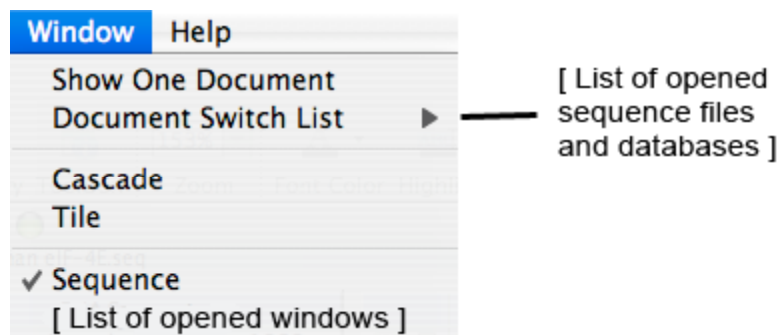 Window Help
Show One Document
Document Switch List
[ List of opened
sequence files
and databases ]
Cascade
Tile
Sequence
[ List of opened windows ]